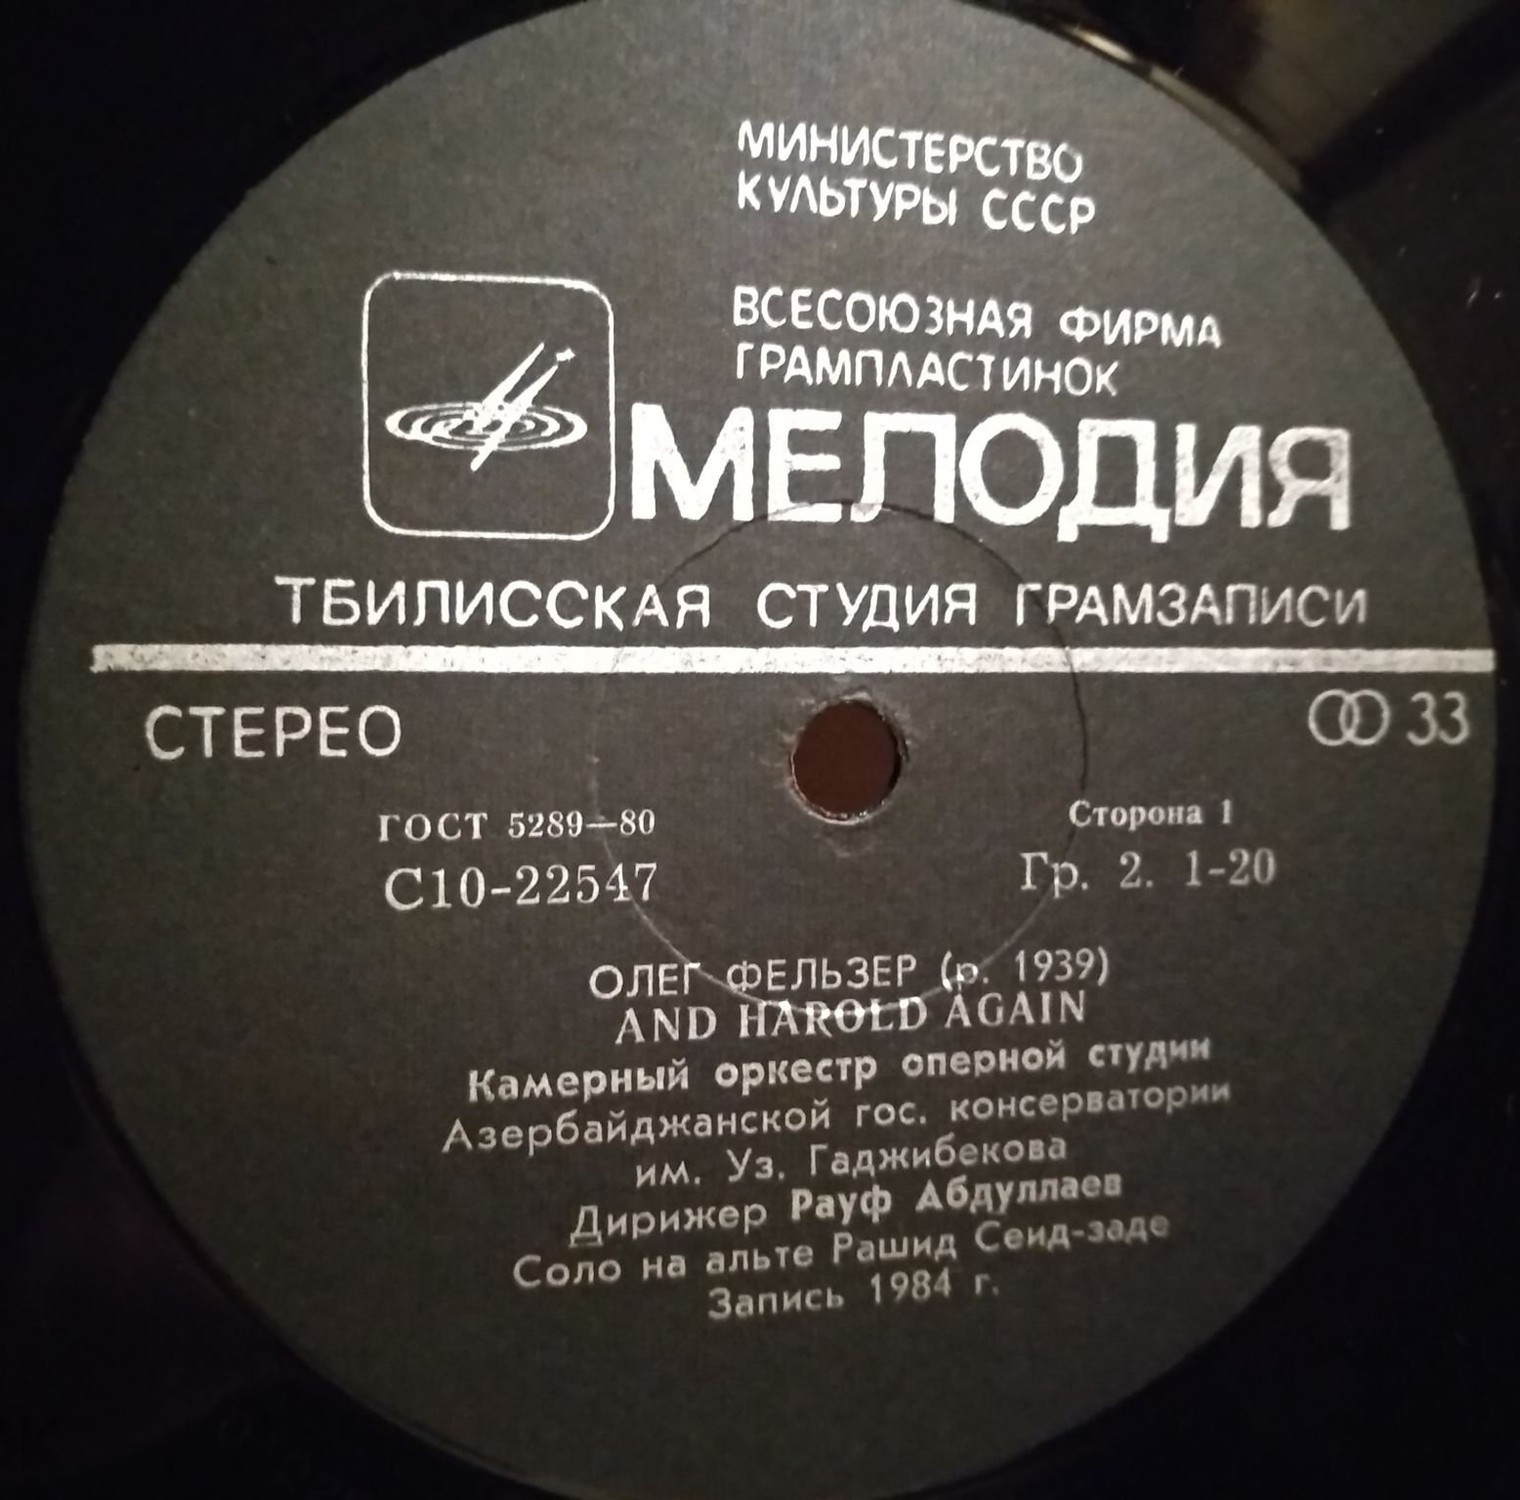 МИНИСТЕРСТВО
КУЛЬТУРЫ СССР
ВСЕСОЮЗНАЯ ФИРМА
ГРАМПЛАСТИНОК
МЕЛОДИЯ
ТБИЛИССКАЯ СТУДИЯ ГРАМЗАПИСИ
СТЕРЕО
33
ГОСТ 5289—80
Сторона 1
С10-22547
Гр. 2. 1-20
ОЛЕГ ФЕЛЬЗЕР (р. 1939)
AND HAROLD AGAIN
Камерный оркестр оперной студии
Азербайджанской гос. консерватории
им. Уз. Гаджибекова
Дирижер Рауф Абдуллаев
Соло на альте Рашид Сеид-заде
Запись 1984 г.